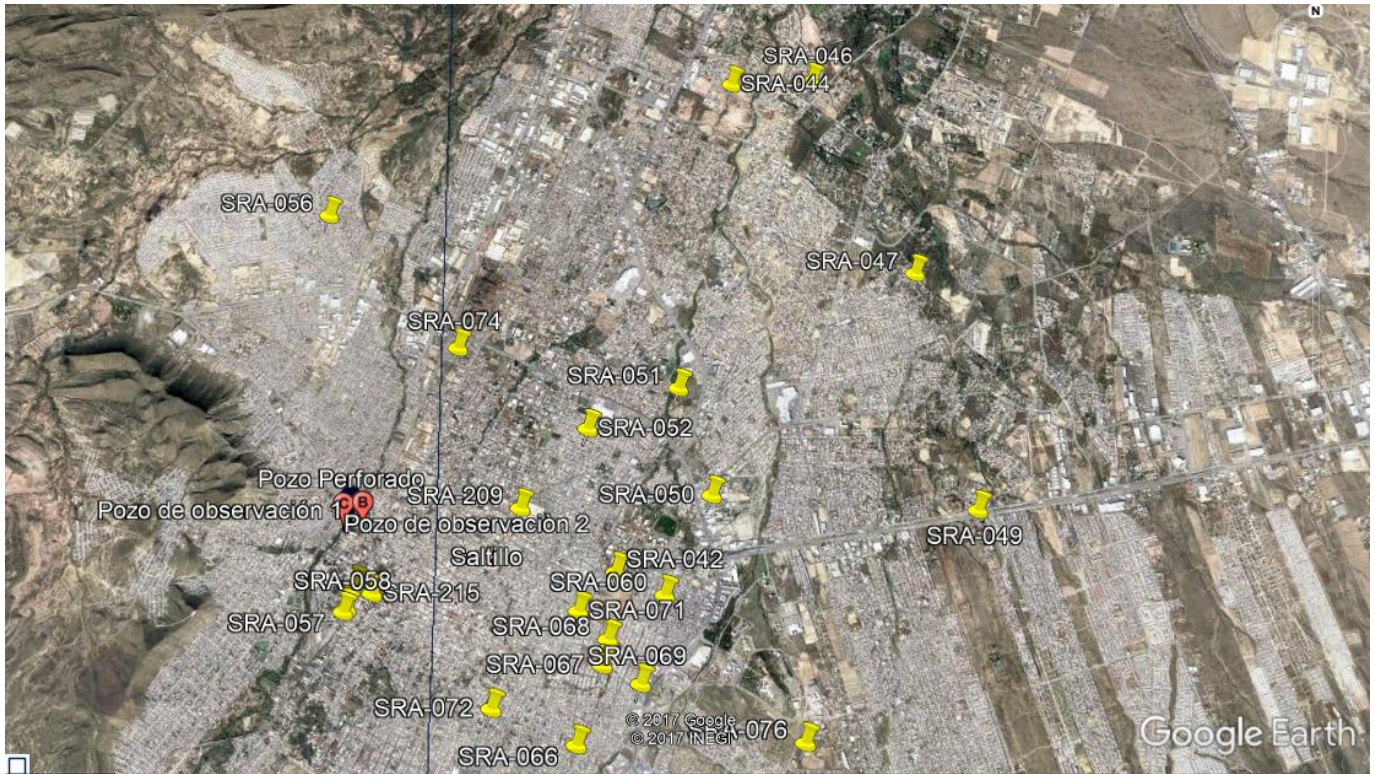 N
SRA-046
SRA-044
SRA-056
SRA-047
SRA-074
SRA-051
SRA-052
Pozo Perforado
SRA-209
SRA-050
C
B
Pozo de observación 1
Pozo de observación 2
SRA-049
Saltillo
SRA-042
SRA-058
SRA-060
SRA-215
SRA-071
SRA-057
SRA-068
SRA-067
SRA-069
SRA-072
© 2017 Google
© 2017 INEGI
SRA-076
SRA-066
Google Earth